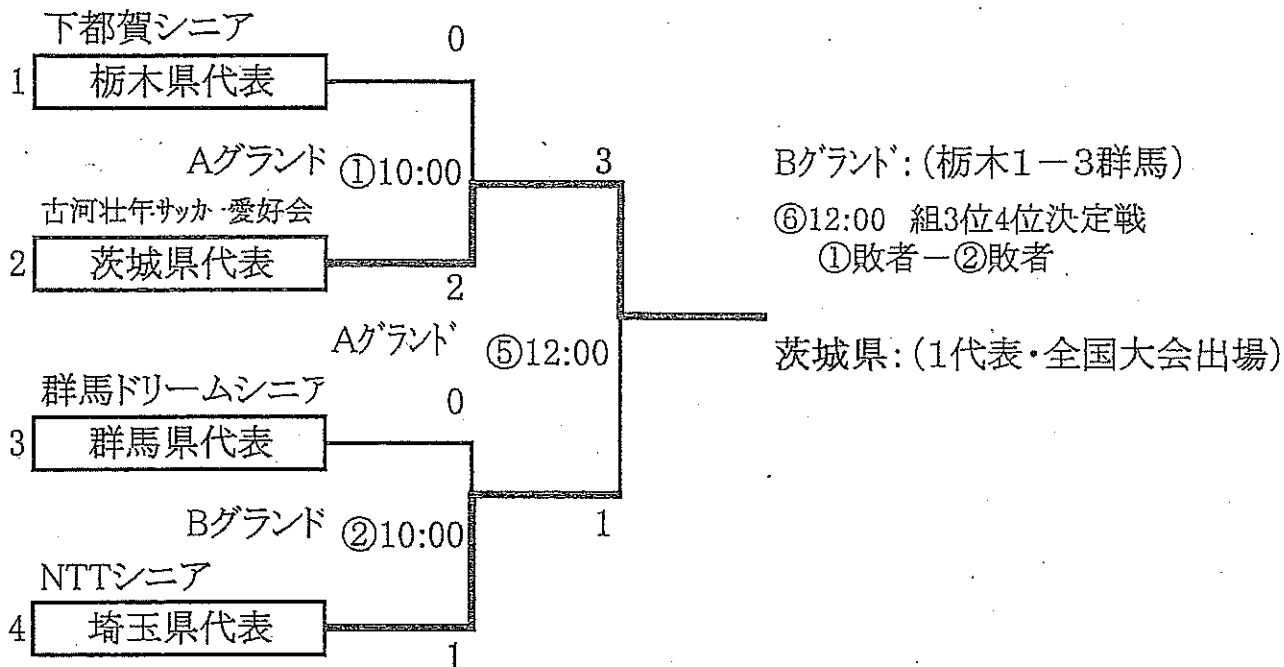 下都賀シニア
0
1 栃木県代表
Aグランド ①10:00
3
Bグランド:(栃木1-3群馬)
古河壮年サッカー愛好会
⑥12:00 組3位4位決定戦
①敗者-②敗者
2 茨城県代表
2
Aグランド ⑤12:00
茨城県:(1代表・全国大会出場)
群馬ドリームシニア
0
3 群馬県代表
Bグランド ②10:00
1
NTTシニア
4 埼玉県代表
1